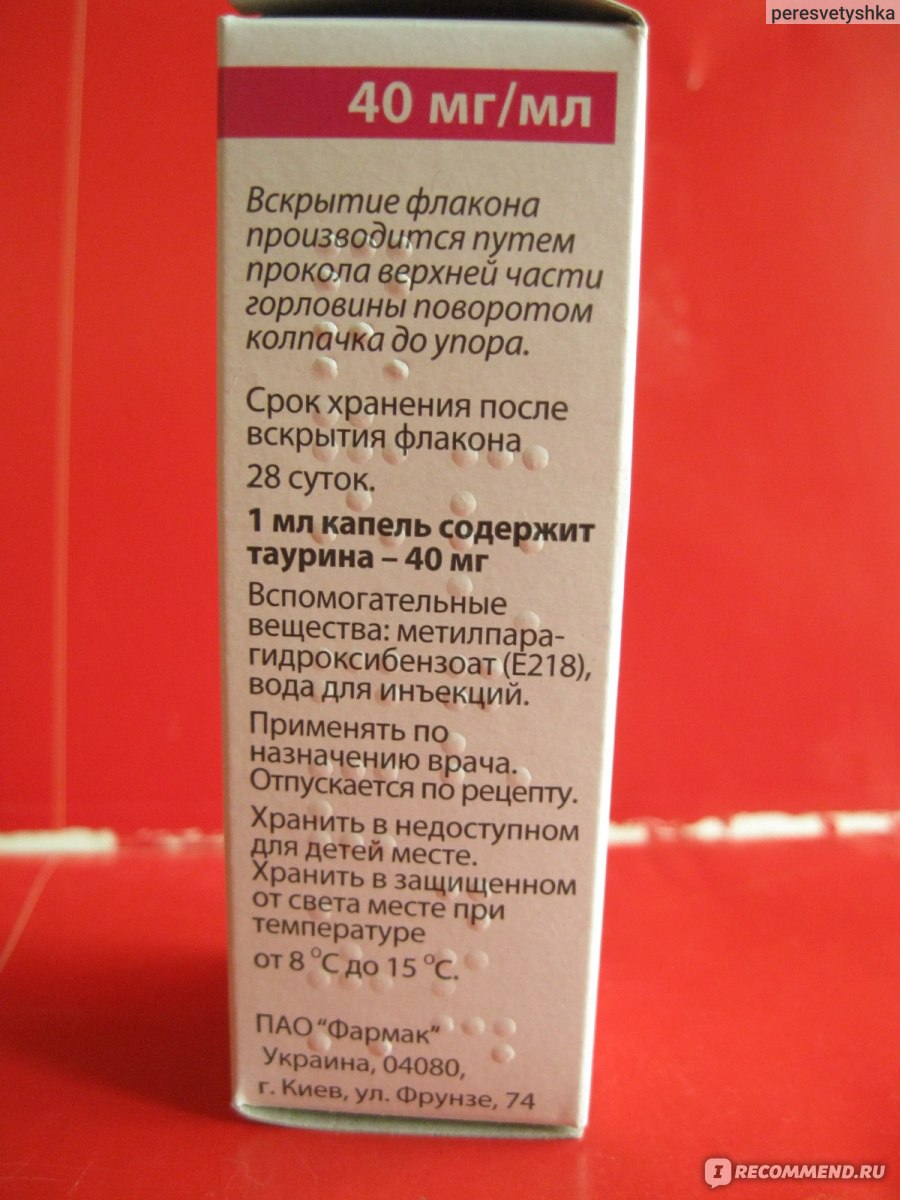 peresvetyshka
40 мг/мл
Вскрытие флакона
производится путем
прокола верхней части
горловины поворотом
колпачка до упора.
Срок хранения после
вскрытия флакона
28 суток.
1 мл капель содержит
таурина – 40 мг
Вспомогательные
вещества: метилпара-
гидроксибензоат (Е218),
вода для инъекций.
Применять по
назначению врача.
Отпускается по рецепту.
Хранить в недоступном
для детей месте.
Хранить в защищенном
от света месте при
температуре
от 8 °С до 15 °С.
ПАО "Фармак"
Украина, 04080,
г. Киев, ул. Фрунзе, 74
IRECOMMEND.RU